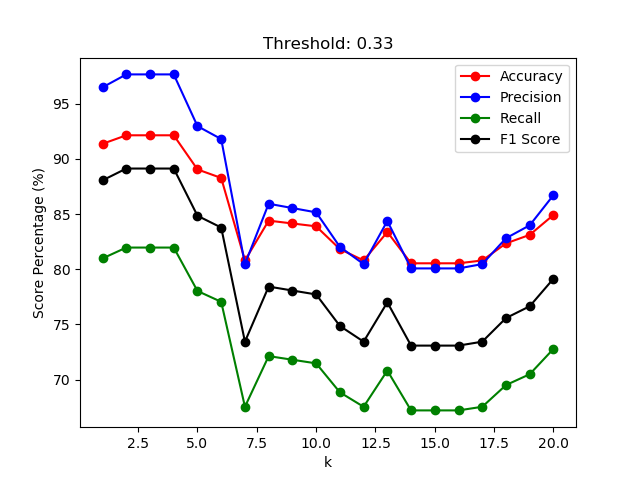 Threshold: 0.33
Accuracy
Precision
Recall
F1 Score
Score Percentage (%)
95
90
85
80
75
70
2.5 5.0 7.5 10.0 12.5 15.0 17.5 20.0
k